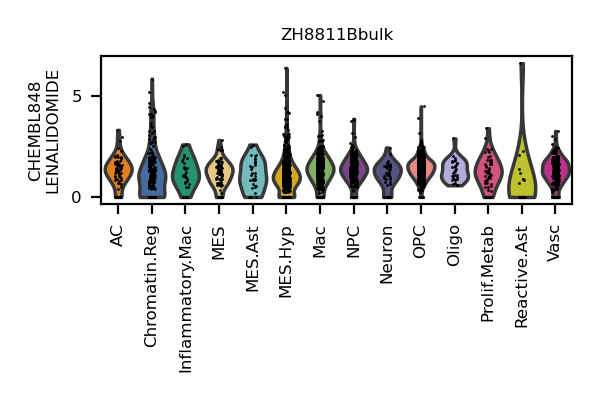 ZH8811Bbulk
CHEMBL848
LENALIDOMIDE
5
0
AC
Chromatin.Reg
Inflammatory.Mac
MES
MES.Ast
MES.Hyp
Mac
NPC
Neuron
OPC
Oligo
Prolif.Metab
Reactive.Ast
Vasc